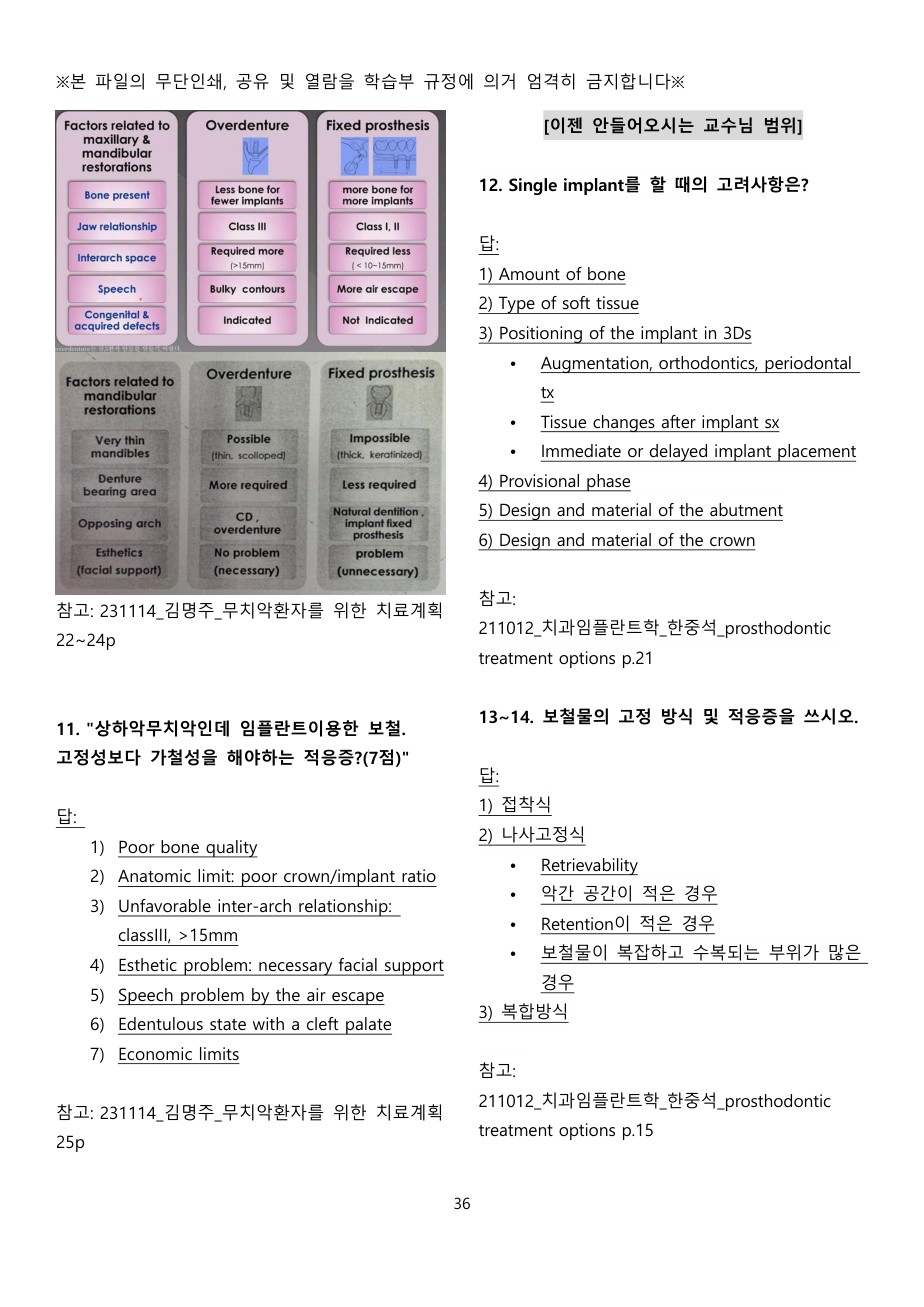 ※본 파일의 무단인쇄, 공유 및 열람을 학습부 규정에 의거 엄격히 금지합니다※
Factors related to
maxillary &
mandibular
restorations
Overdenture
Fixed prosthesis
Bone present
Less bone for
fewer implants
more bone for
more implants
Jaw relationship
Class III
Class I, II
Interarch space
Required more
(>15mm)
Required less
( < 10~15mm)
Speech
Bulky contours
More air escape
Congenital &
acquired defects
Indicated
Not Indicated
Factors related to
mandibular
restorations
Overdenture
Fixed prosthesis
Very thin
mandibles
Possible
(thin, scolloped)
Impossible
(thick, keratinized)
Denture
bearing area
More required
Less required
Opposing arch
CD ,
overdenture
Natural dentition ,
implant fixed
prosthesis
Esthetics
(facial support)
No problem
(necessary)
problem
(unnecessary)
참고: 231114_김명주_무치악환자를 위한 치료계획
22~24p
11. "상하악무치악인데 임플란트이용한 보철.
고정성보다 가철성을 해야하는 적응증?(7점)"
답:
1) Poor bone quality
2) Anatomic limit: poor crown/implant ratio
3) Unfavorable inter-arch relationship:
classIII, >15mm
4) Esthetic problem: necessary facial support
5) Speech problem by the air escape
6) Edentulous state with a cleft palate
7) Economic limits
참고: 231114_김명주_무치악환자를 위한 치료계획
25p
[이젠 안들어오시는 교수님 범위]
12. Single implant를 할 때의 고려사항은?
답:
1) Amount of bone
2) Type of soft tissue
3) Positioning of the implant in 3Ds
• Augmentation, orthodontics, periodontal
tx
• Tissue changes after implant sx
• Immediate or delayed implant placement
4) Provisional phase
5) Design and material of the abutment
6) Design and material of the crown
참고:
211012_치과임플란트학_한중석_prosthodontic
treatment options p.21
13~14. 보철물의 고정 방식 및 적응증을 쓰시오.
답:
1) 접착식
2) 나사고정식
• Retrievability
• 악간 공간이 적은 경우
• Retention이 적은 경우
• 보철물이 복잡하고 수복되는 부위가 많은
경우
3) 복합방식
참고:
211012_치과임플란트학_한중석_prosthodontic
treatment options p.15
36